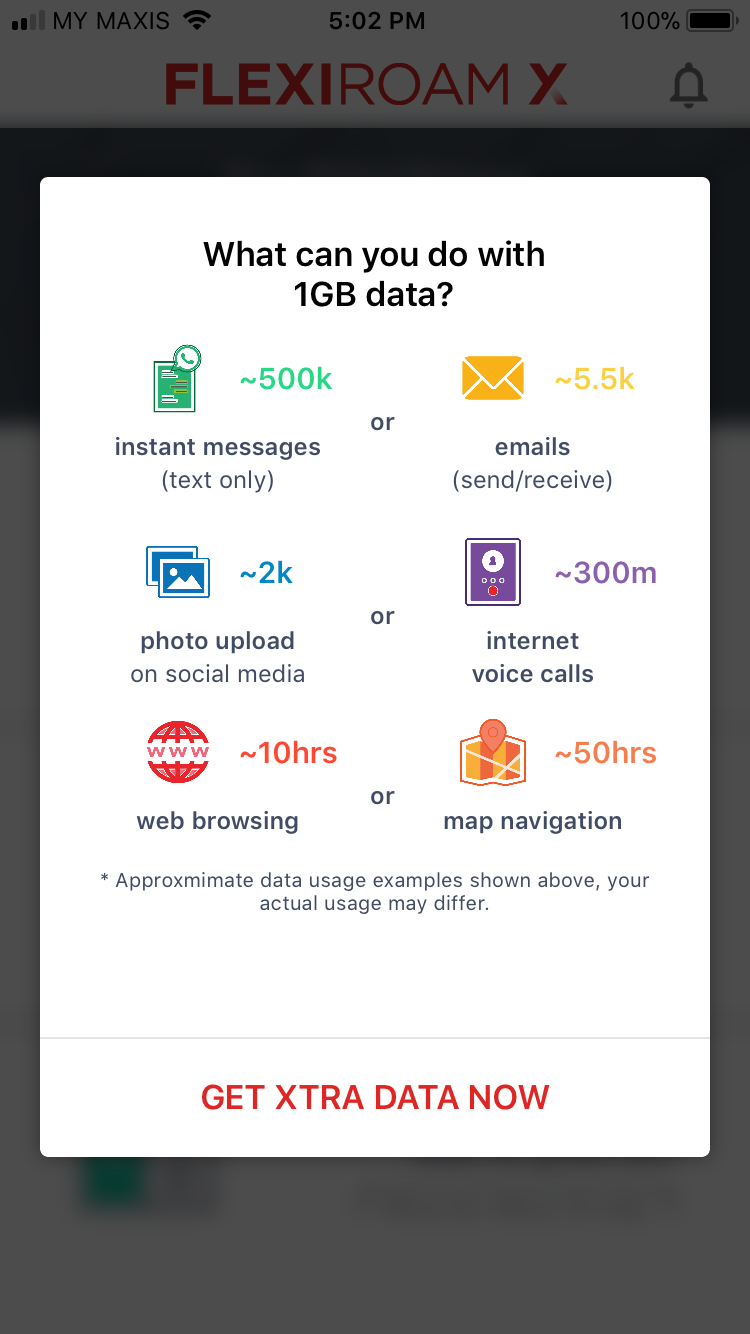 MY MAXIS 5:02 PM 100%
FLEXIROAM X
What can you do with
1GB data?
~500k
instant messages
(text only)
or
~5.5k
emails
(send/receive)
~2k
photo upload
on social media
or
~300m
internet
voice calls
WWW
~10hrs
web browsing
or
~50hrs
map navigation
* Approxmimate data usage examples shown above, your
actual usage may differ.
GET XTRA DATA NOW